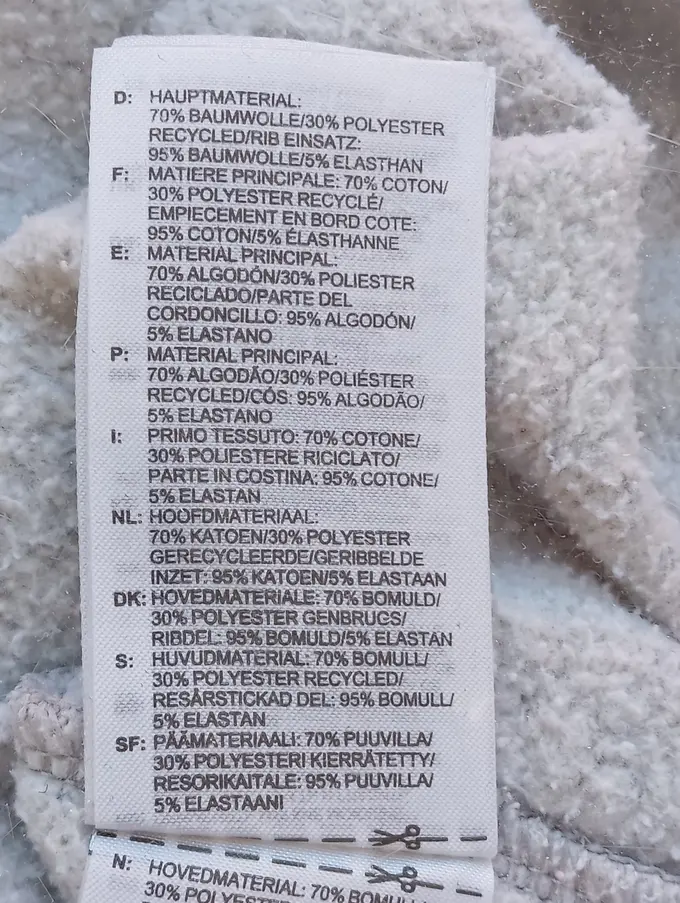 D: HAUPTMATERIAL:
70% BAUMWOLLE/30% POLYESTER
RECYCLED/RIB EINSATZ:
95% BAUMWOLLE/5% ELASTHAN
F: MATIERE PRINCIPALE: 70% COTON/
30% POLYESTER RECYCLÉ/
EMPIECEMENT EN BORD COTE:
95% COTON/5% ÉLASTHANNE
E: MATERIAL PRINCIPAL:
70% ALGODÓN/30% POLIESTER
RECICLADO/PARTE DEL
CORDONCILLO: 95% ALGODÓN/
5% ELASTANO
P: MATERIAL PRINCIPAL:
70% ALGODÃO/30% POLIÉSTER
RECYCLED/CÓS: 95% ALGODÃO/
5% ELASTANO
I: PRIMO TESSUTO: 70% COTONE/
30% POLIESTERE RICICLATO/
PARTE IN COSTINA: 95% COTONE/
5% ELASTAN
NL: HOOFDMATERIAAL:
70% KATOEN/30% POLYESTER
GERECYCLEERDE/GERIBBELDE
INZET: 95% KATOEN/5% ELASTAAN
DK: HOVEDMATERIALE: 70% BOMULD/
30% POLYESTER GENBRUGS/
RIBDEL: 95% BOMULD/5% ELASTAN
S: HUVUDMATERIAL: 70% BOMULL/
30% POLYESTER RECYCLED/
RESÅRSTICKAD DEL: 95% BOMULL/
5% ELASTAN
SF: PÄÄMATERIAALI: 70% PUUVILLA/
30% POLYESTERI KIERRÄTETTY/
RESORIKAITALE: 95% PUUVILLA/
5% ELASTAANI
N: HOVEDMATERIAL: 70% BOMULL/
30%